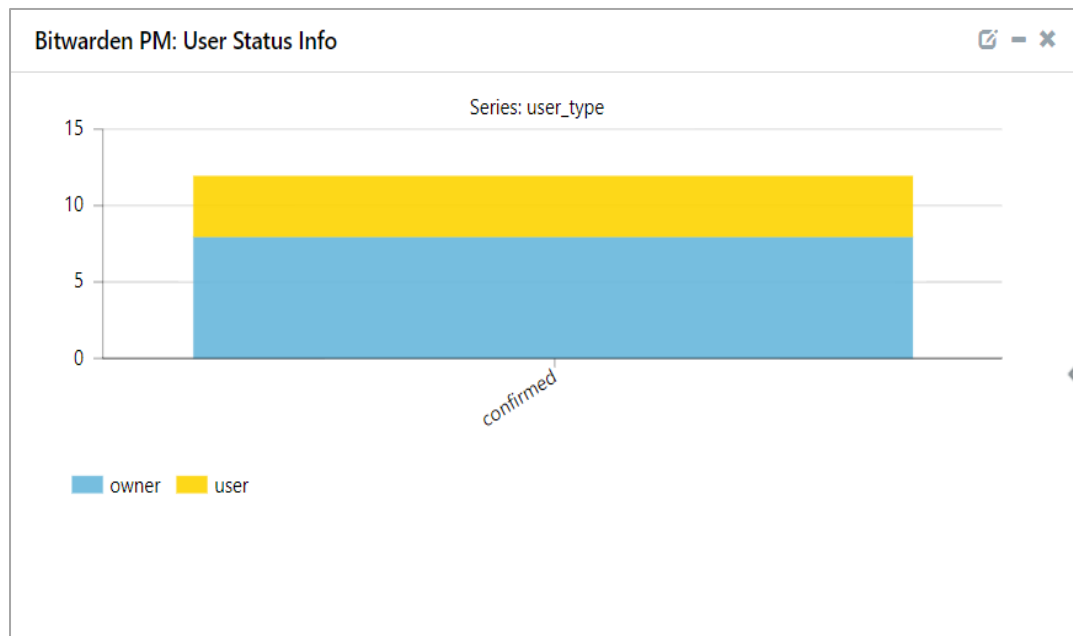 Bitwarden PM: User Status Info
Series: user_type
15
10
5
0
confirmed
owner user